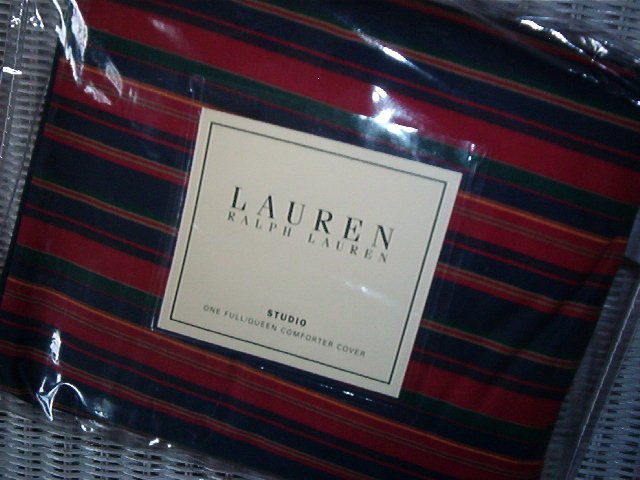 LAUREN
RALPH LAUREN
STUDIO
ONE FULL/QUEEN COMFORTER COVER